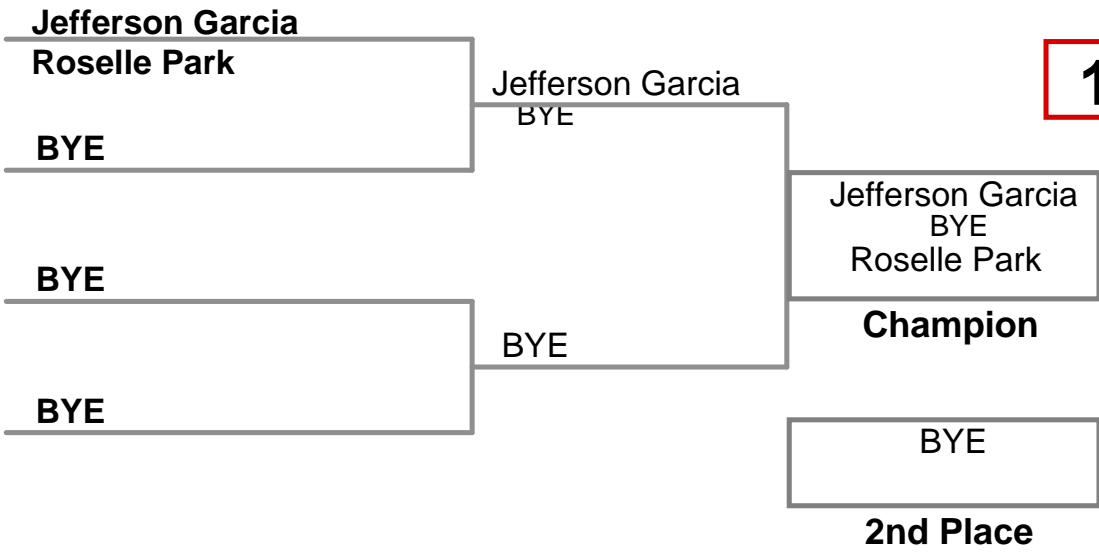 Jefferson Garcia
Roselle Park
BYE
BYE
BYE
Jefferson Garcia
BYE
BYE
1
Jefferson Garcia
BYE
Roselle Park
Champion
BYE
2nd Place